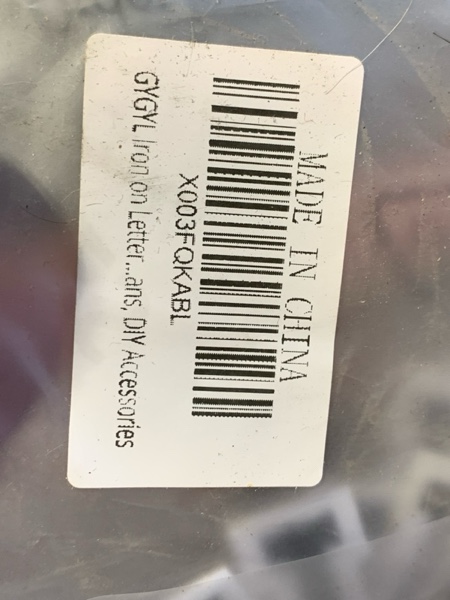 MADE IN CHINA
X003FQKABL
GYGYL Iron on Letter...ans, DIY Accessories